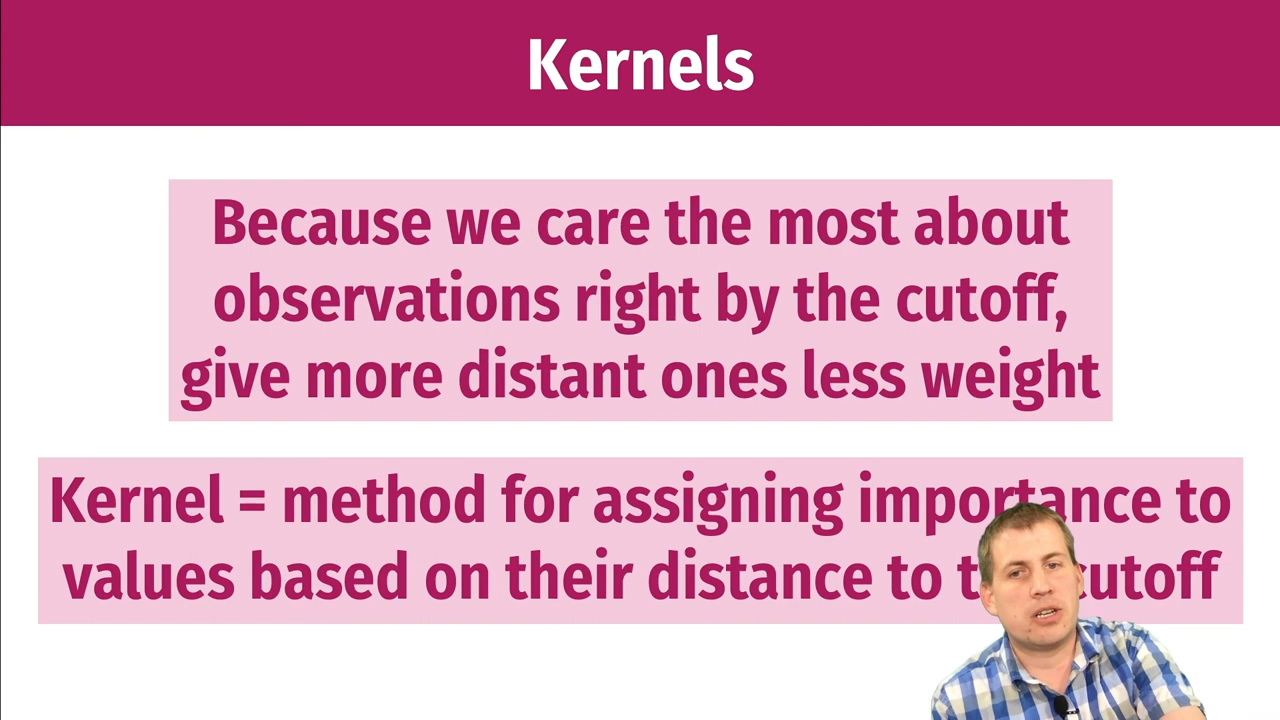 Kernels
Because we care the most about
observations right by the cutoff,
give more distant ones less weight
Kernel = method for assigning importance to
values based on their distance to cutoff